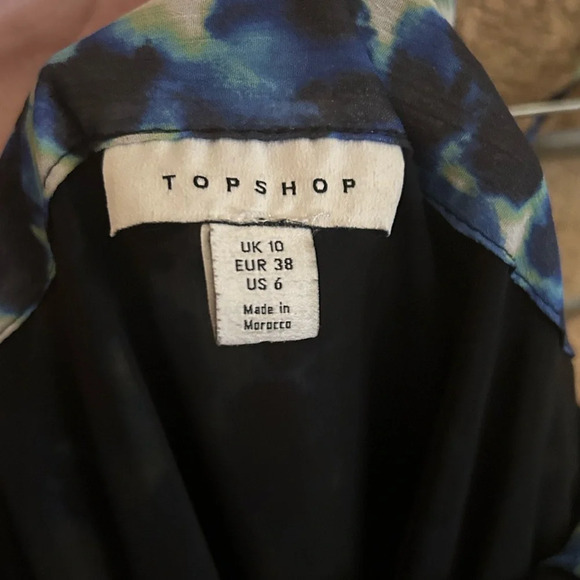 TOPSHOP
UK 10
EUR 38
US 6
Made in
Morocco